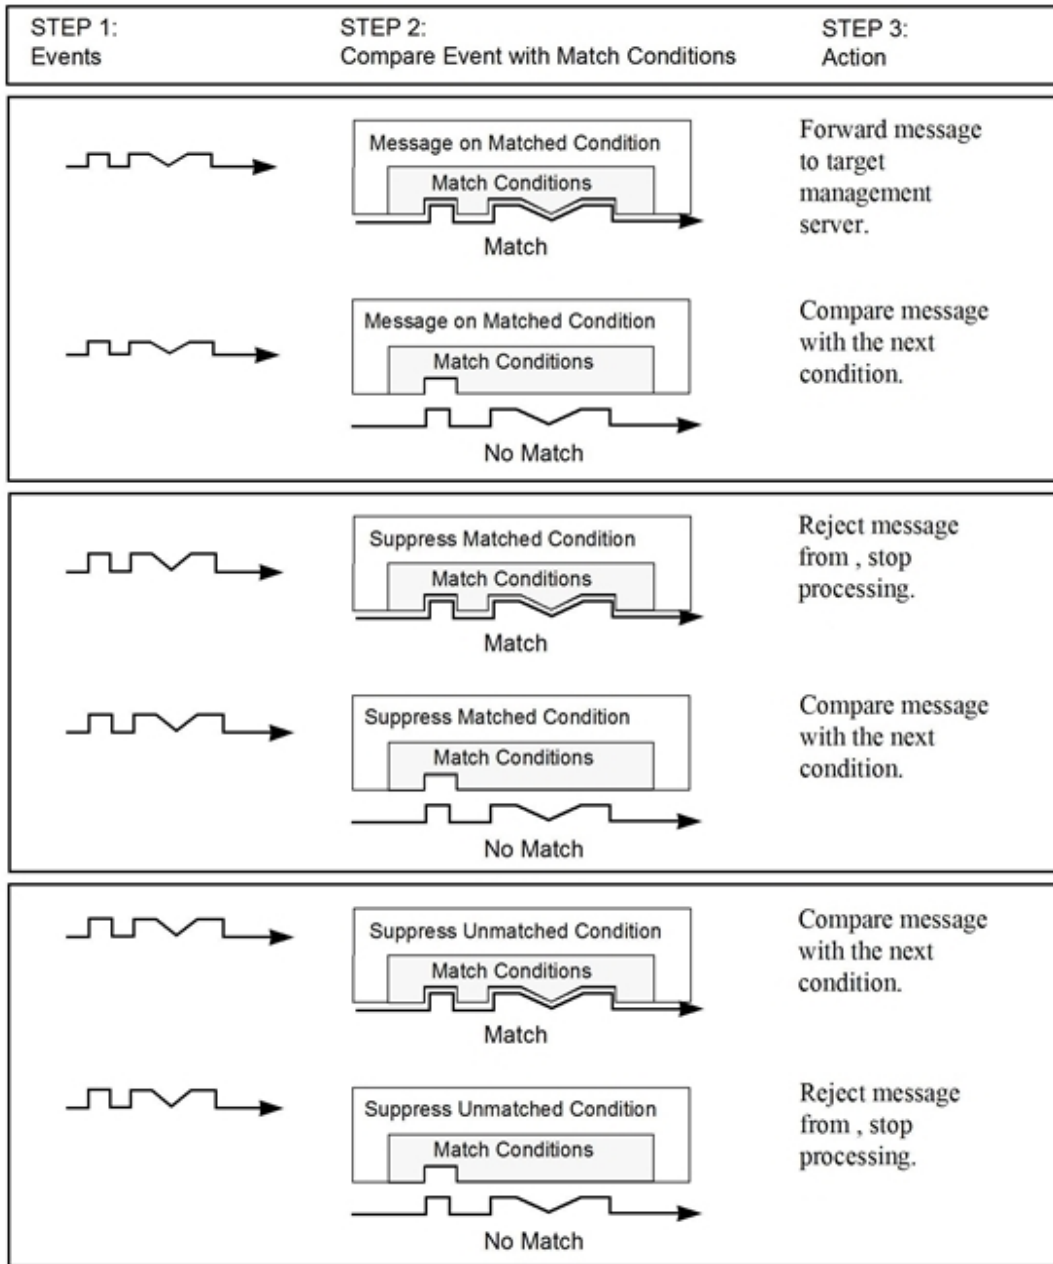 STEP 1:
Events
STEP 2:
Compare Event with Match Conditions
STEP 3:
Action
Message on Matched Condition
Match Conditions
Match
Forward message
to target
management
server.
Message on Matched Condition
Match Conditions
No Match
Compare message
with the next
condition.
Suppress Matched Condition
Match Conditions
Match
Reject message
from , stop
processing.
Suppress Matched Condition
Match Conditions
No Match
Compare message
with the next
condition.
Suppress Unmatched Condition
Match Conditions
Match
Compare message
with the next
condition.
Suppress Unmatched Condition
Match Conditions
No Match
Reject message
from , stop
processing.